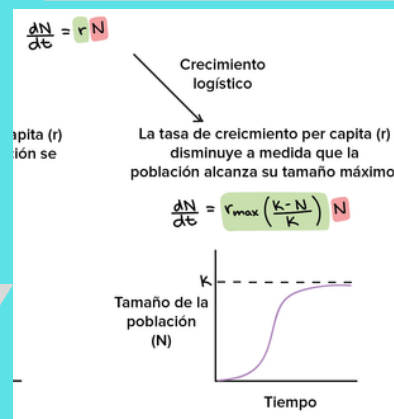 dN/dt = r N
Crecimiento
logístico
apita (r)
ión se
La tasa de creicmiento per capita (r)
disminuye a medida que la
población alcanza su tamaño máximo
dN/dt = rmax (K-N/K) N
K
Tamaño de la
población
(N)
Tiempo